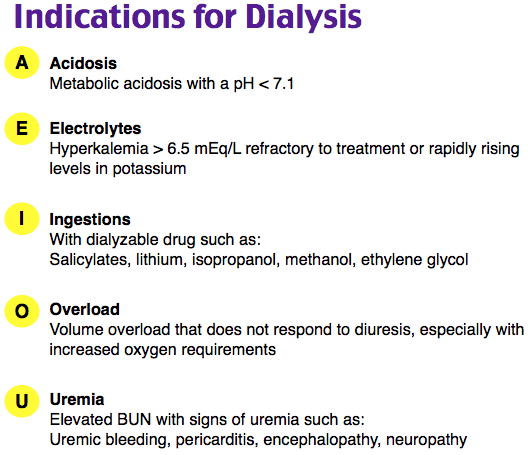 Indications for Dialysis
A
Acidosis
Metabolic acidosis with a pH < 7.1
E
Electrolytes
Hyperkalemia > 6.5 mEq/L refractory to treatment or rapidly rising
levels in potassium
I
Ingestions
With dialyzable drug such as:
Salicylates, lithium, isopropanol, methanol, ethylene glycol
O
Overload
Volume overload that does not respond to diuresis, especially with
increased oxygen requirements
U
Uremia
Elevated BUN with signs of uremia such as:
Uremic bleeding, pericarditis, encephalopathy, neuropathy